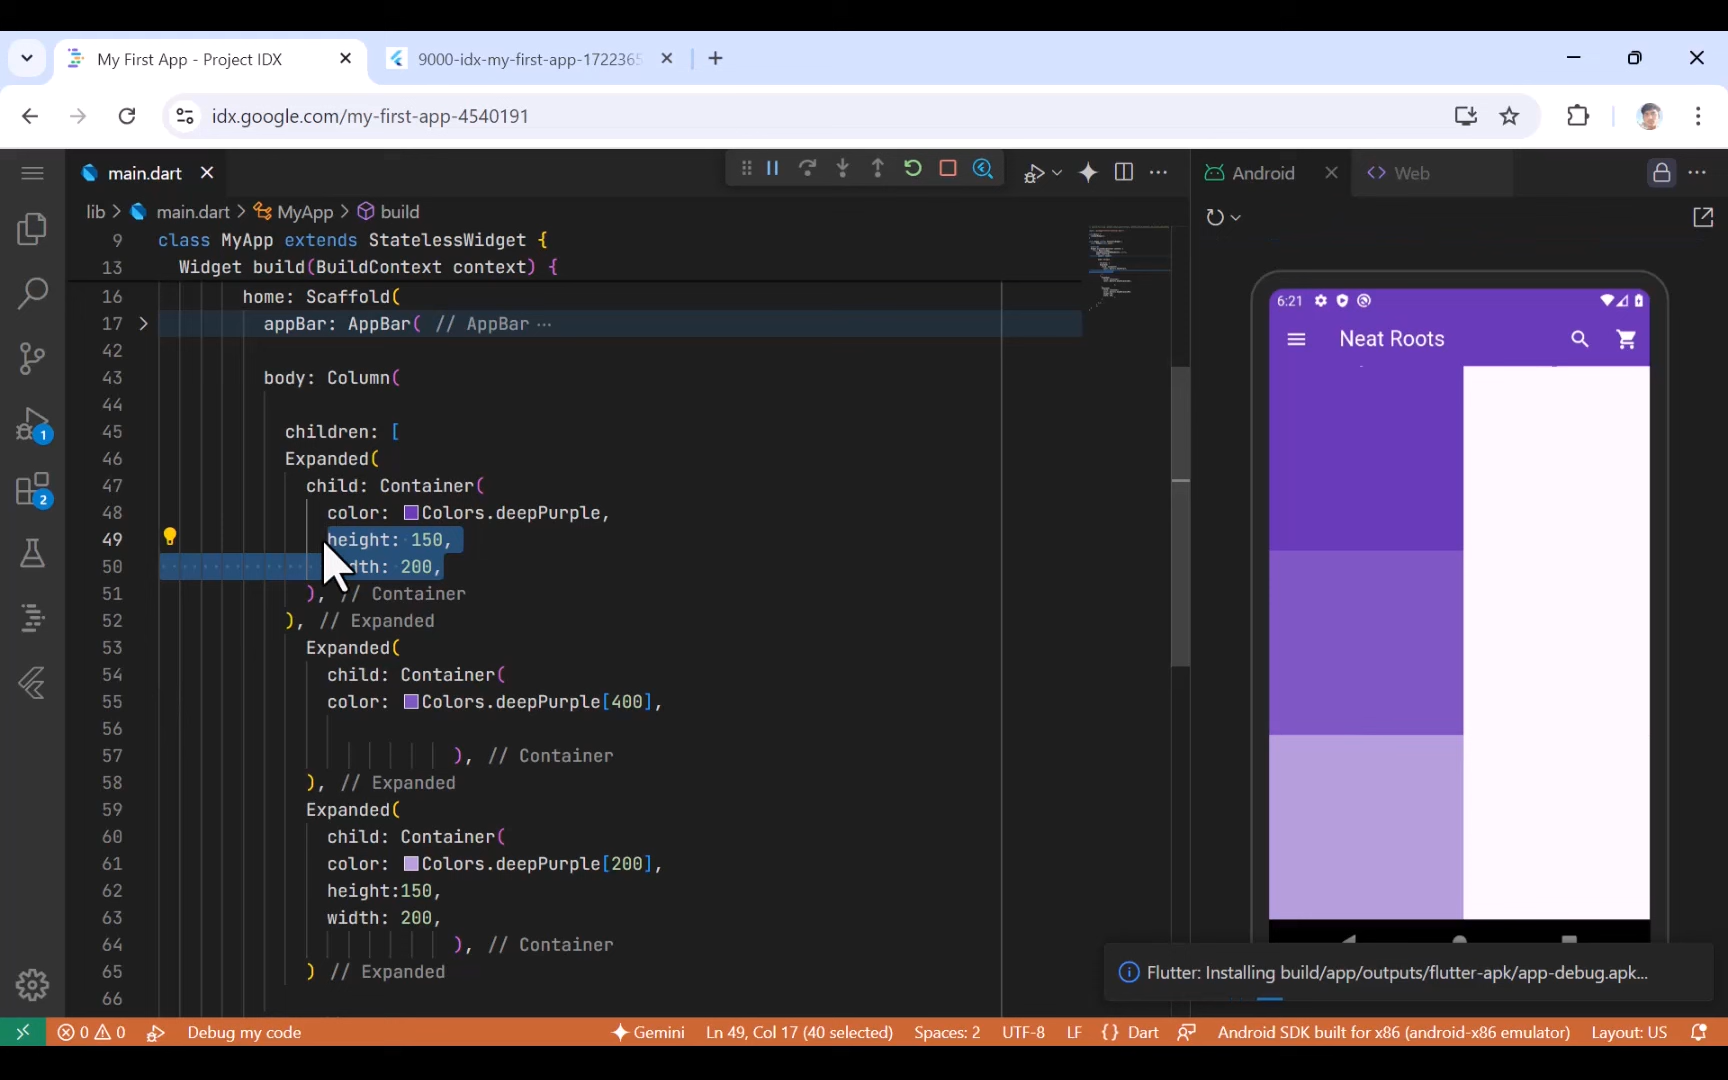 My First App - Project IDX
9000-idx-my-first-app-172236
idx.google.com/my-first-app-4540191
main.dart
Android
Web
lib > main.dart > MyApp > build
9 class MyApp extends StatelessWidget {
13 Widget build(BuildContext context) {
16 home: Scaffold(
17 appBar: AppBar( // AppBar ...
42
43 body: Column(
44
45 children: [
46 Expanded(
47 child: Container(
48 color: Colors.deepPurple,
49 height: 150,
50 dth: 200,
51 ), // Container
52 ), // Expanded
53 Expanded(
54 child: Container(
55 color: Colors.deepPurple[400],
56
57 ), // Container
58 ), // Expanded
59 Expanded(
60 child: Container(
61 color: Colors.deepPurple[200],
62 height:150,
63 width: 200,
64 ), // Container
65 ) // Expanded
66
1
2
6:21
Neat Roots
Flutter: Installing build/app/outputs/flutter-apk/app-debug.apk...
0 0 Debug my code Gemini Ln 49, Col 17 (40 selected) Spaces: 2 UTF-8 LF {} Dart Android SDK built for x86 (android-x86 emulator) Layout: US